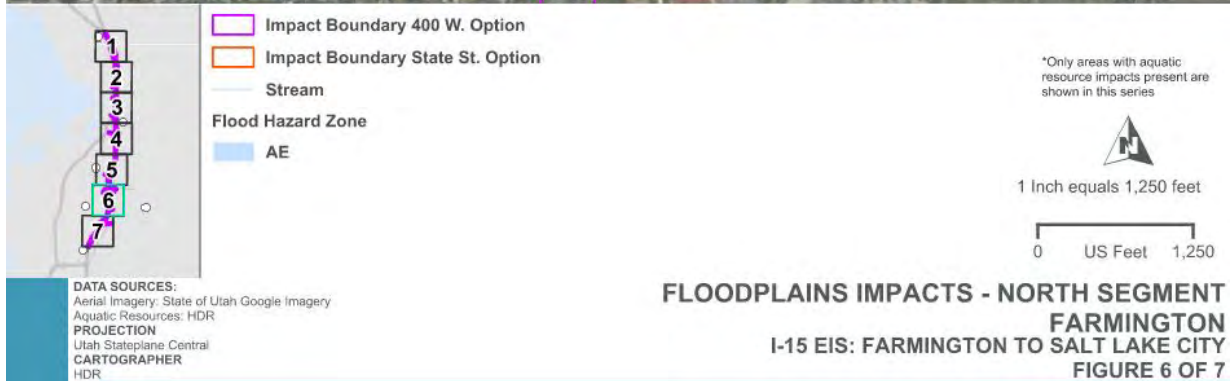 1
2
3
4
5
6
7
Impact Boundary 400 W. Option
Impact Boundary State St. Option
Stream
Flood Hazard Zone
AE
*Only areas with aquatic
resource impacts present are
shown in this series
N
1 Inch equals 1,250 feet
0 US Feet 1,250
DATA SOURCES:
Aerial Imagery: State of Utah Google Imagery
Aquatic Resources: HDR
PROJECTION
Utah Stateplane Central
CARTOGRAPHER
HDR
FLOODPLAINS IMPACTS - NORTH SEGMENT
FARMINGTON
I-15 EIS: FARMINGTON TO SALT LAKE CITY
FIGURE 6 OF 7